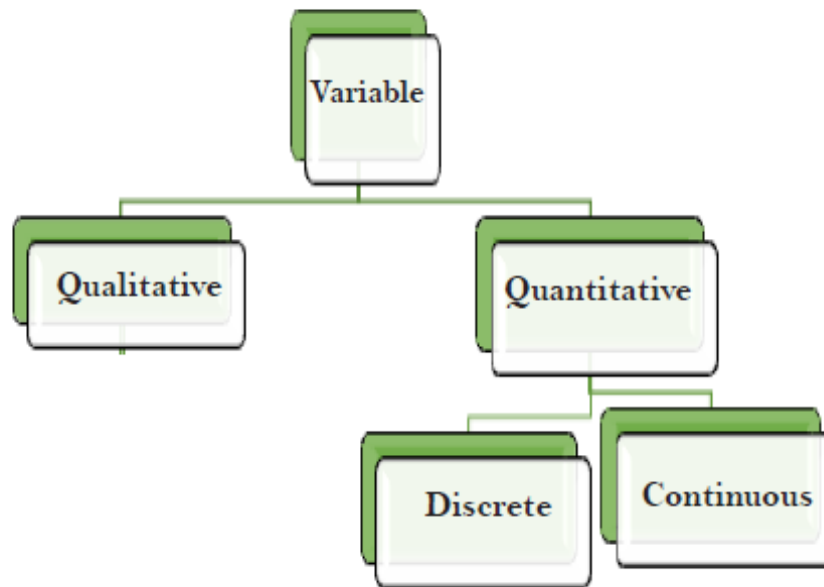 Variable
Qualitative
Quantitative
Discrete
Continuous